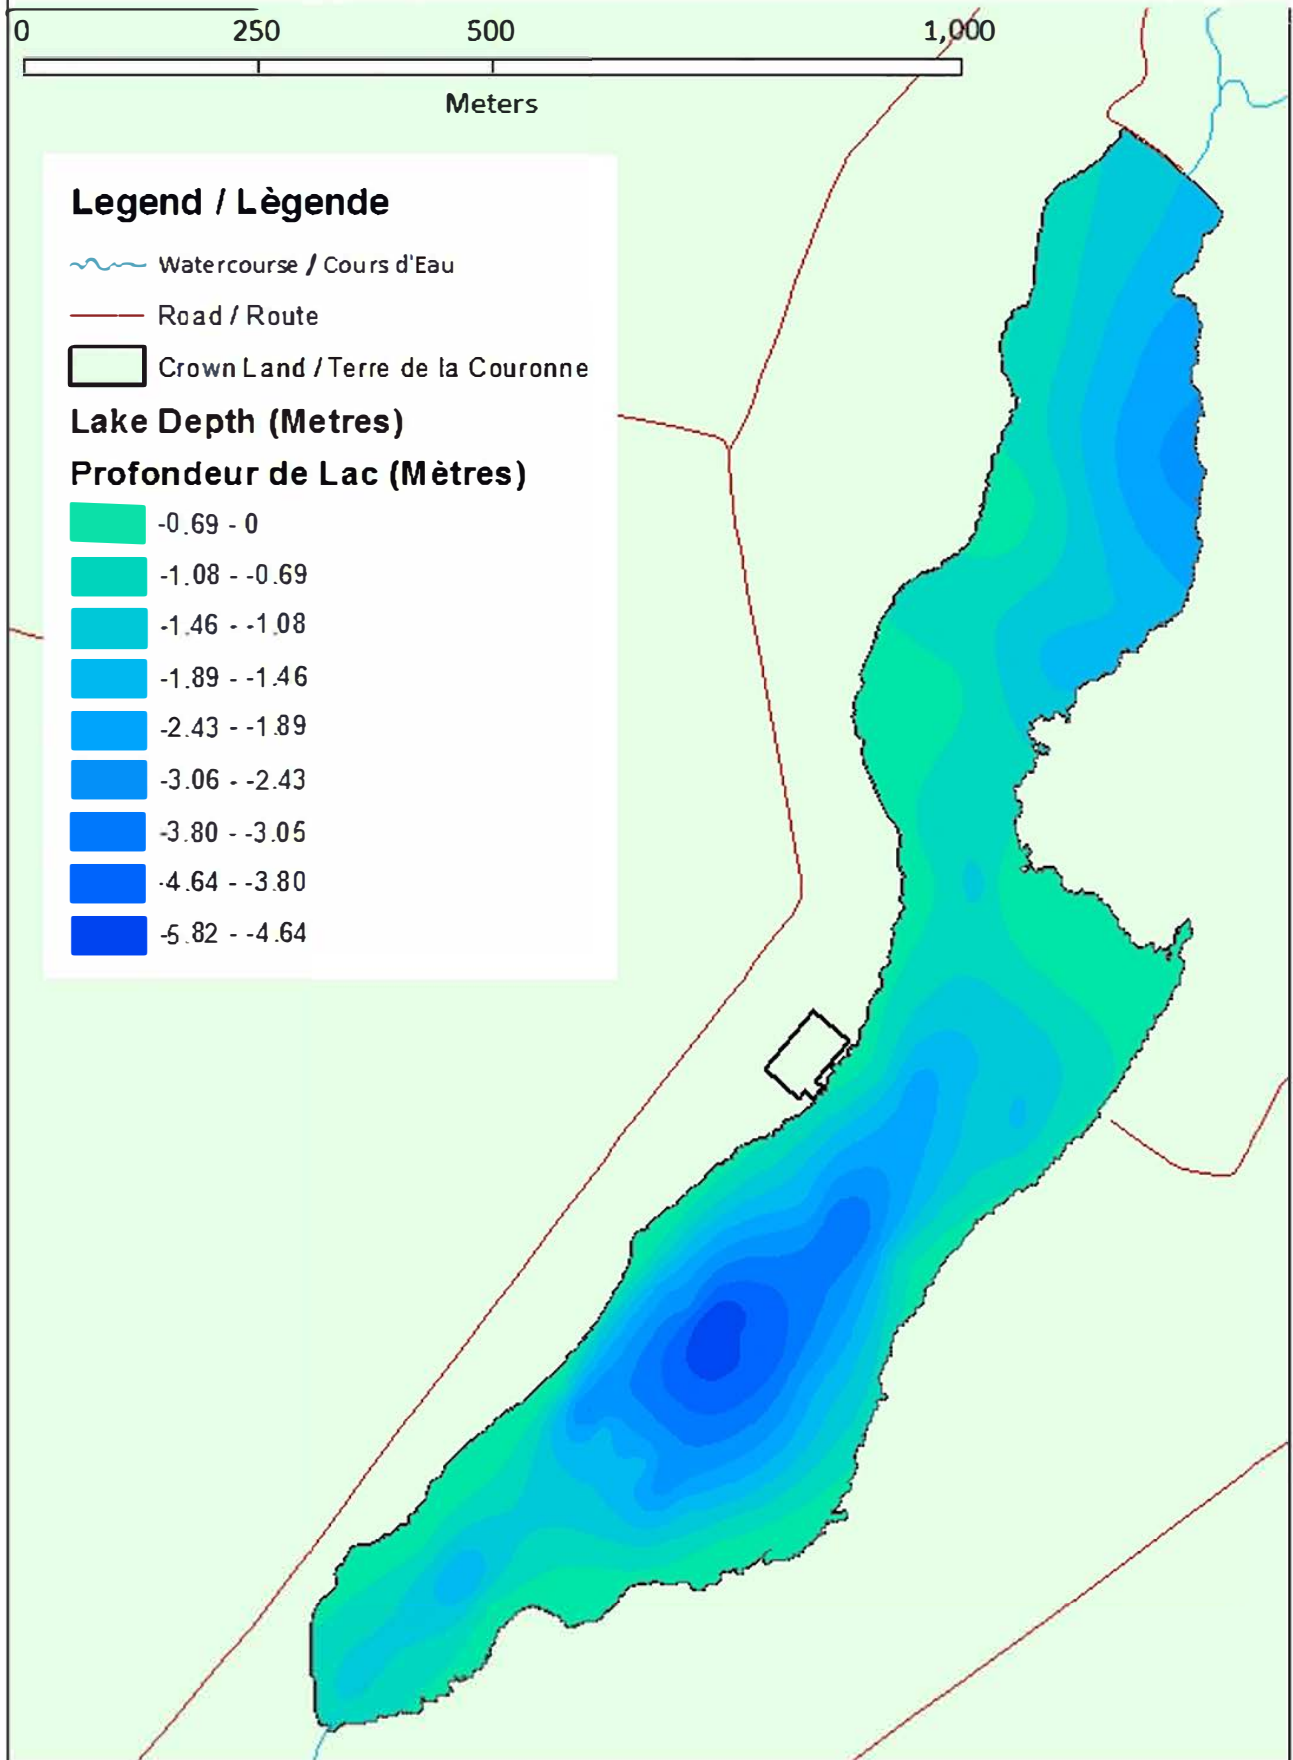 0 250 500 1,000
Meters
Legend / Lègende
Watercourse / Cours d'Eau
Road / Route
Crown Land / Terre de la Couronne
Lake Depth (Metres)
Profondeur de Lac (Mètres)
-0.69 - 0
-1.08 - -0.69
-1.46 - -1.08
-1.89 - -1.46
-2.43 - -1.89
-3.06 - -2.43
-3.80 - -3.05
-4.64 - -3.80
-5.82 - -4.64